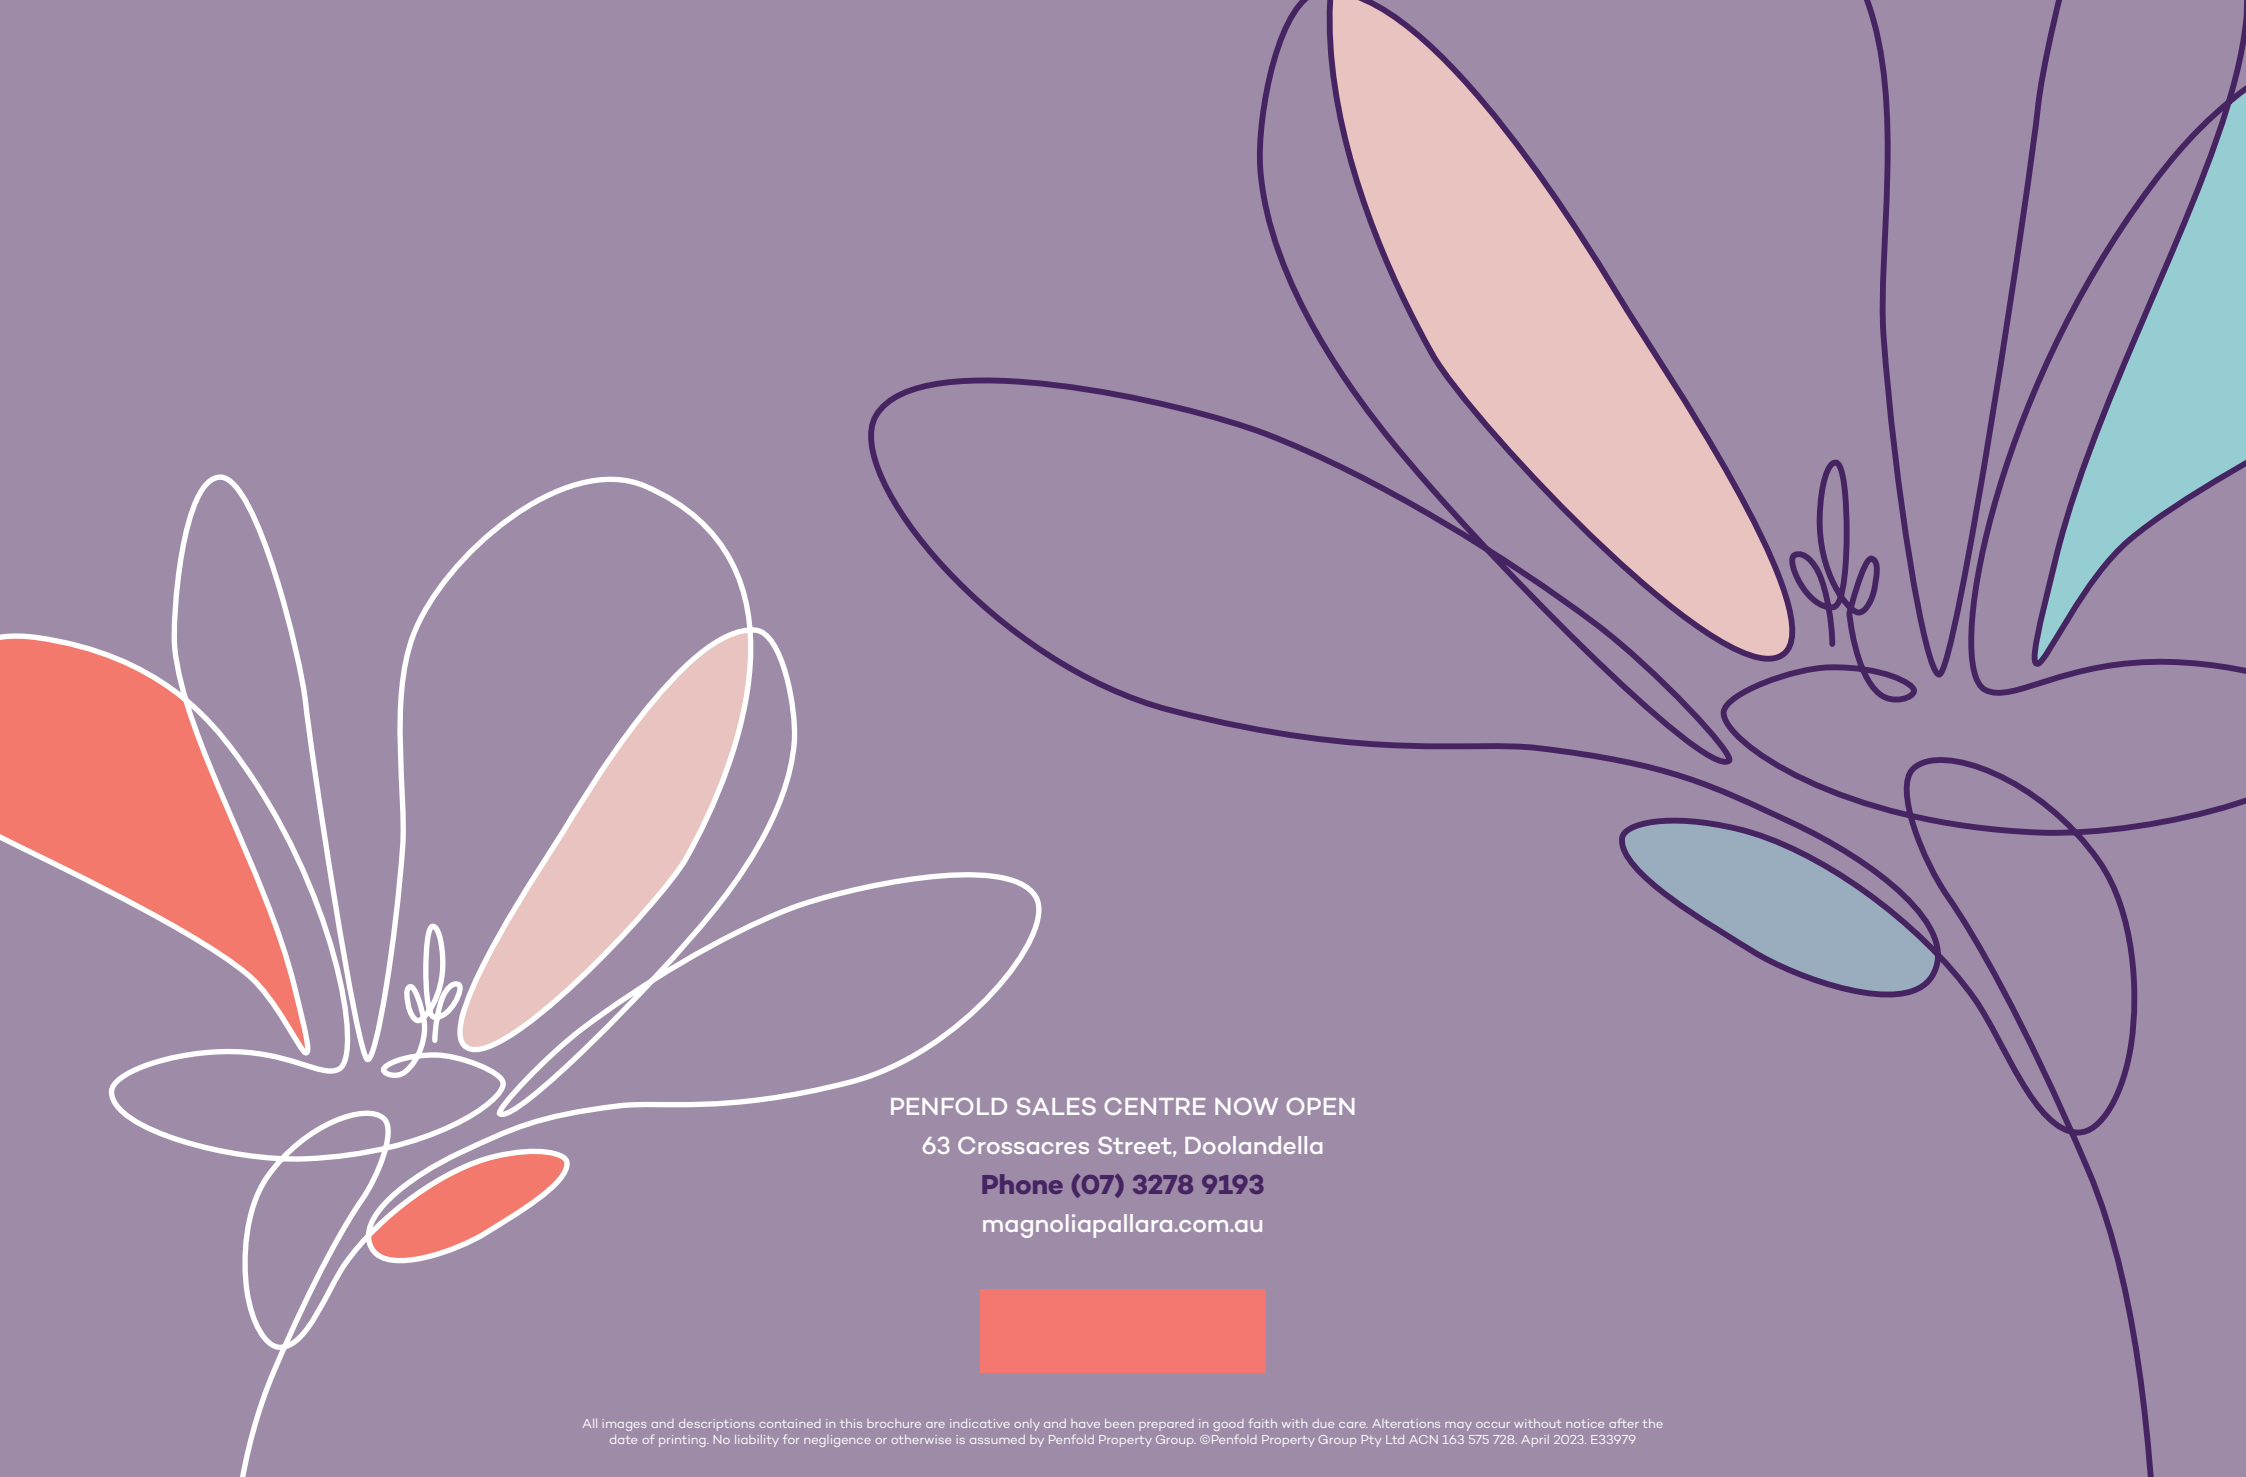 PENFOLD SALES CENTRE NOW OPEN
63 Crossacres Street, Doolandella
Phone (07) 3278 9193
magnoliapallara.com.au
All images and descriptions contained in this brochure are indicative only and have been prepared in good faith with due care. Alterations may occur without notice after the
date of printing. No liability for negligence or otherwise is assumed by Penfold Property Group. ©Penfold Property Group Pty Ltd ACN 163 575 728. April 2023. E33979